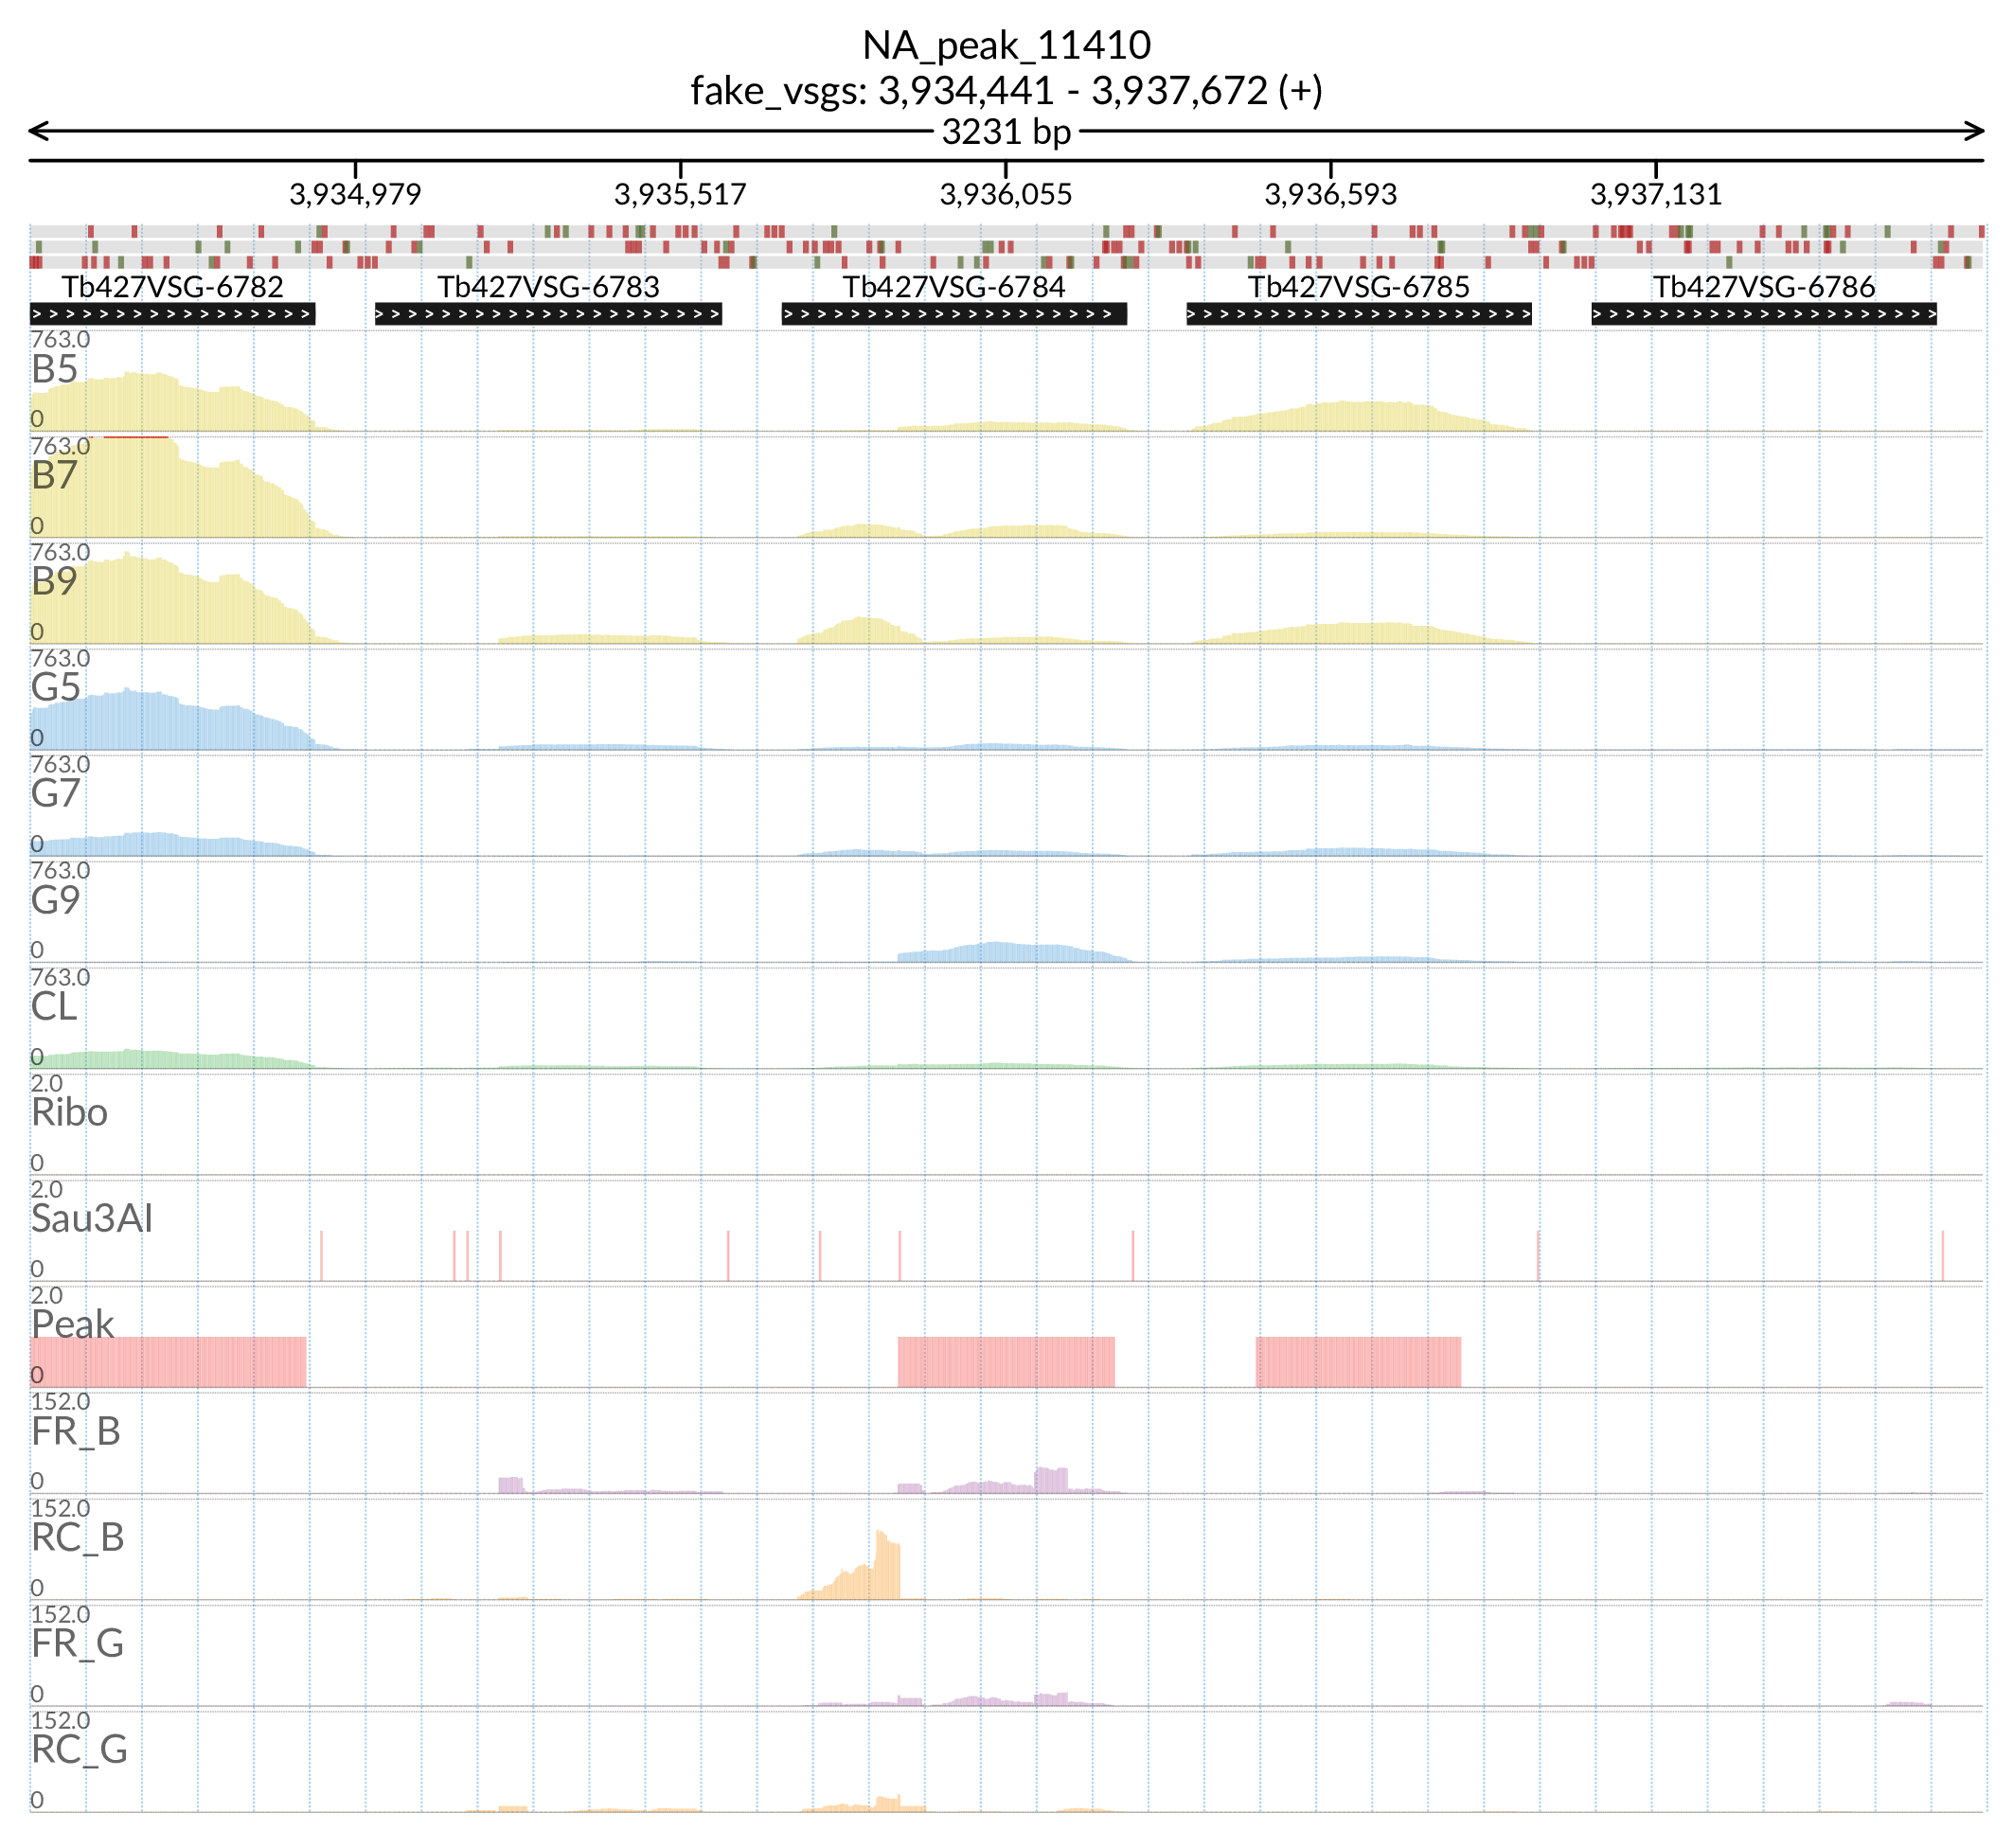 NA_peak_11410
fake_vsgs: 3,934,441 - 3,937,672 (+)
3231 bp
3,934,979 3,935,517 3,936,055 3,936,593 3,937,131
Tb427VSG-6782 Tb427VSG-6783 Tb427VSG-6784 Tb427VSG-6785 Tb427VSG-6786
763.0
B5
0
763.0
B7
0
763.0
B9
0
763.0
G5
0
763.0
G7
0
763.0
G9
0
763.0
CL
0
2.0
Ribo
0
2.0
Sau3AI
0
2.0
Peak
0
152.0
FR_B
0
152.0
RC_B
0
152.0
FR_G
0
152.0
RC_G
0